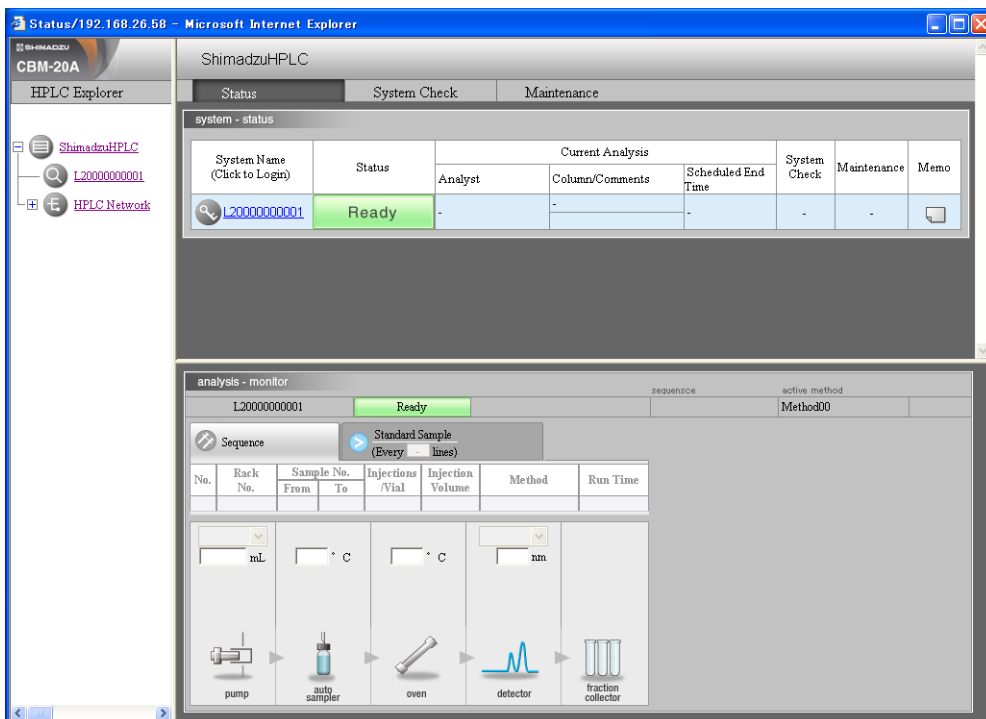 Status/192.168.26.58 - Microsoft Internet Explorer
SHIMADZU
CBM-20A
HPLC Explorer
ShimadzuHPLC
L20000000001
HPLC Network
ShimadzuHPLC
Status System Check Maintenance
system - status
System Name
(Click to Login)
Status
Current Analysis
Analyst
Column/Comments
Scheduled End
Time
System
Check
Maintenance
Memo
L20000000001 Ready - - - - -
analysis - monitor
sequensce active method
L20000000001 Ready Method00
Sequence
Standard Sample
(Every - lines)
No.
Rack
No.
Sample No.
From To
Injections
/Vial
Injection
Volume
Method
Run Time
mL ° C ° C nm
pump
auto
sampler
oven
detector
fraction
collector